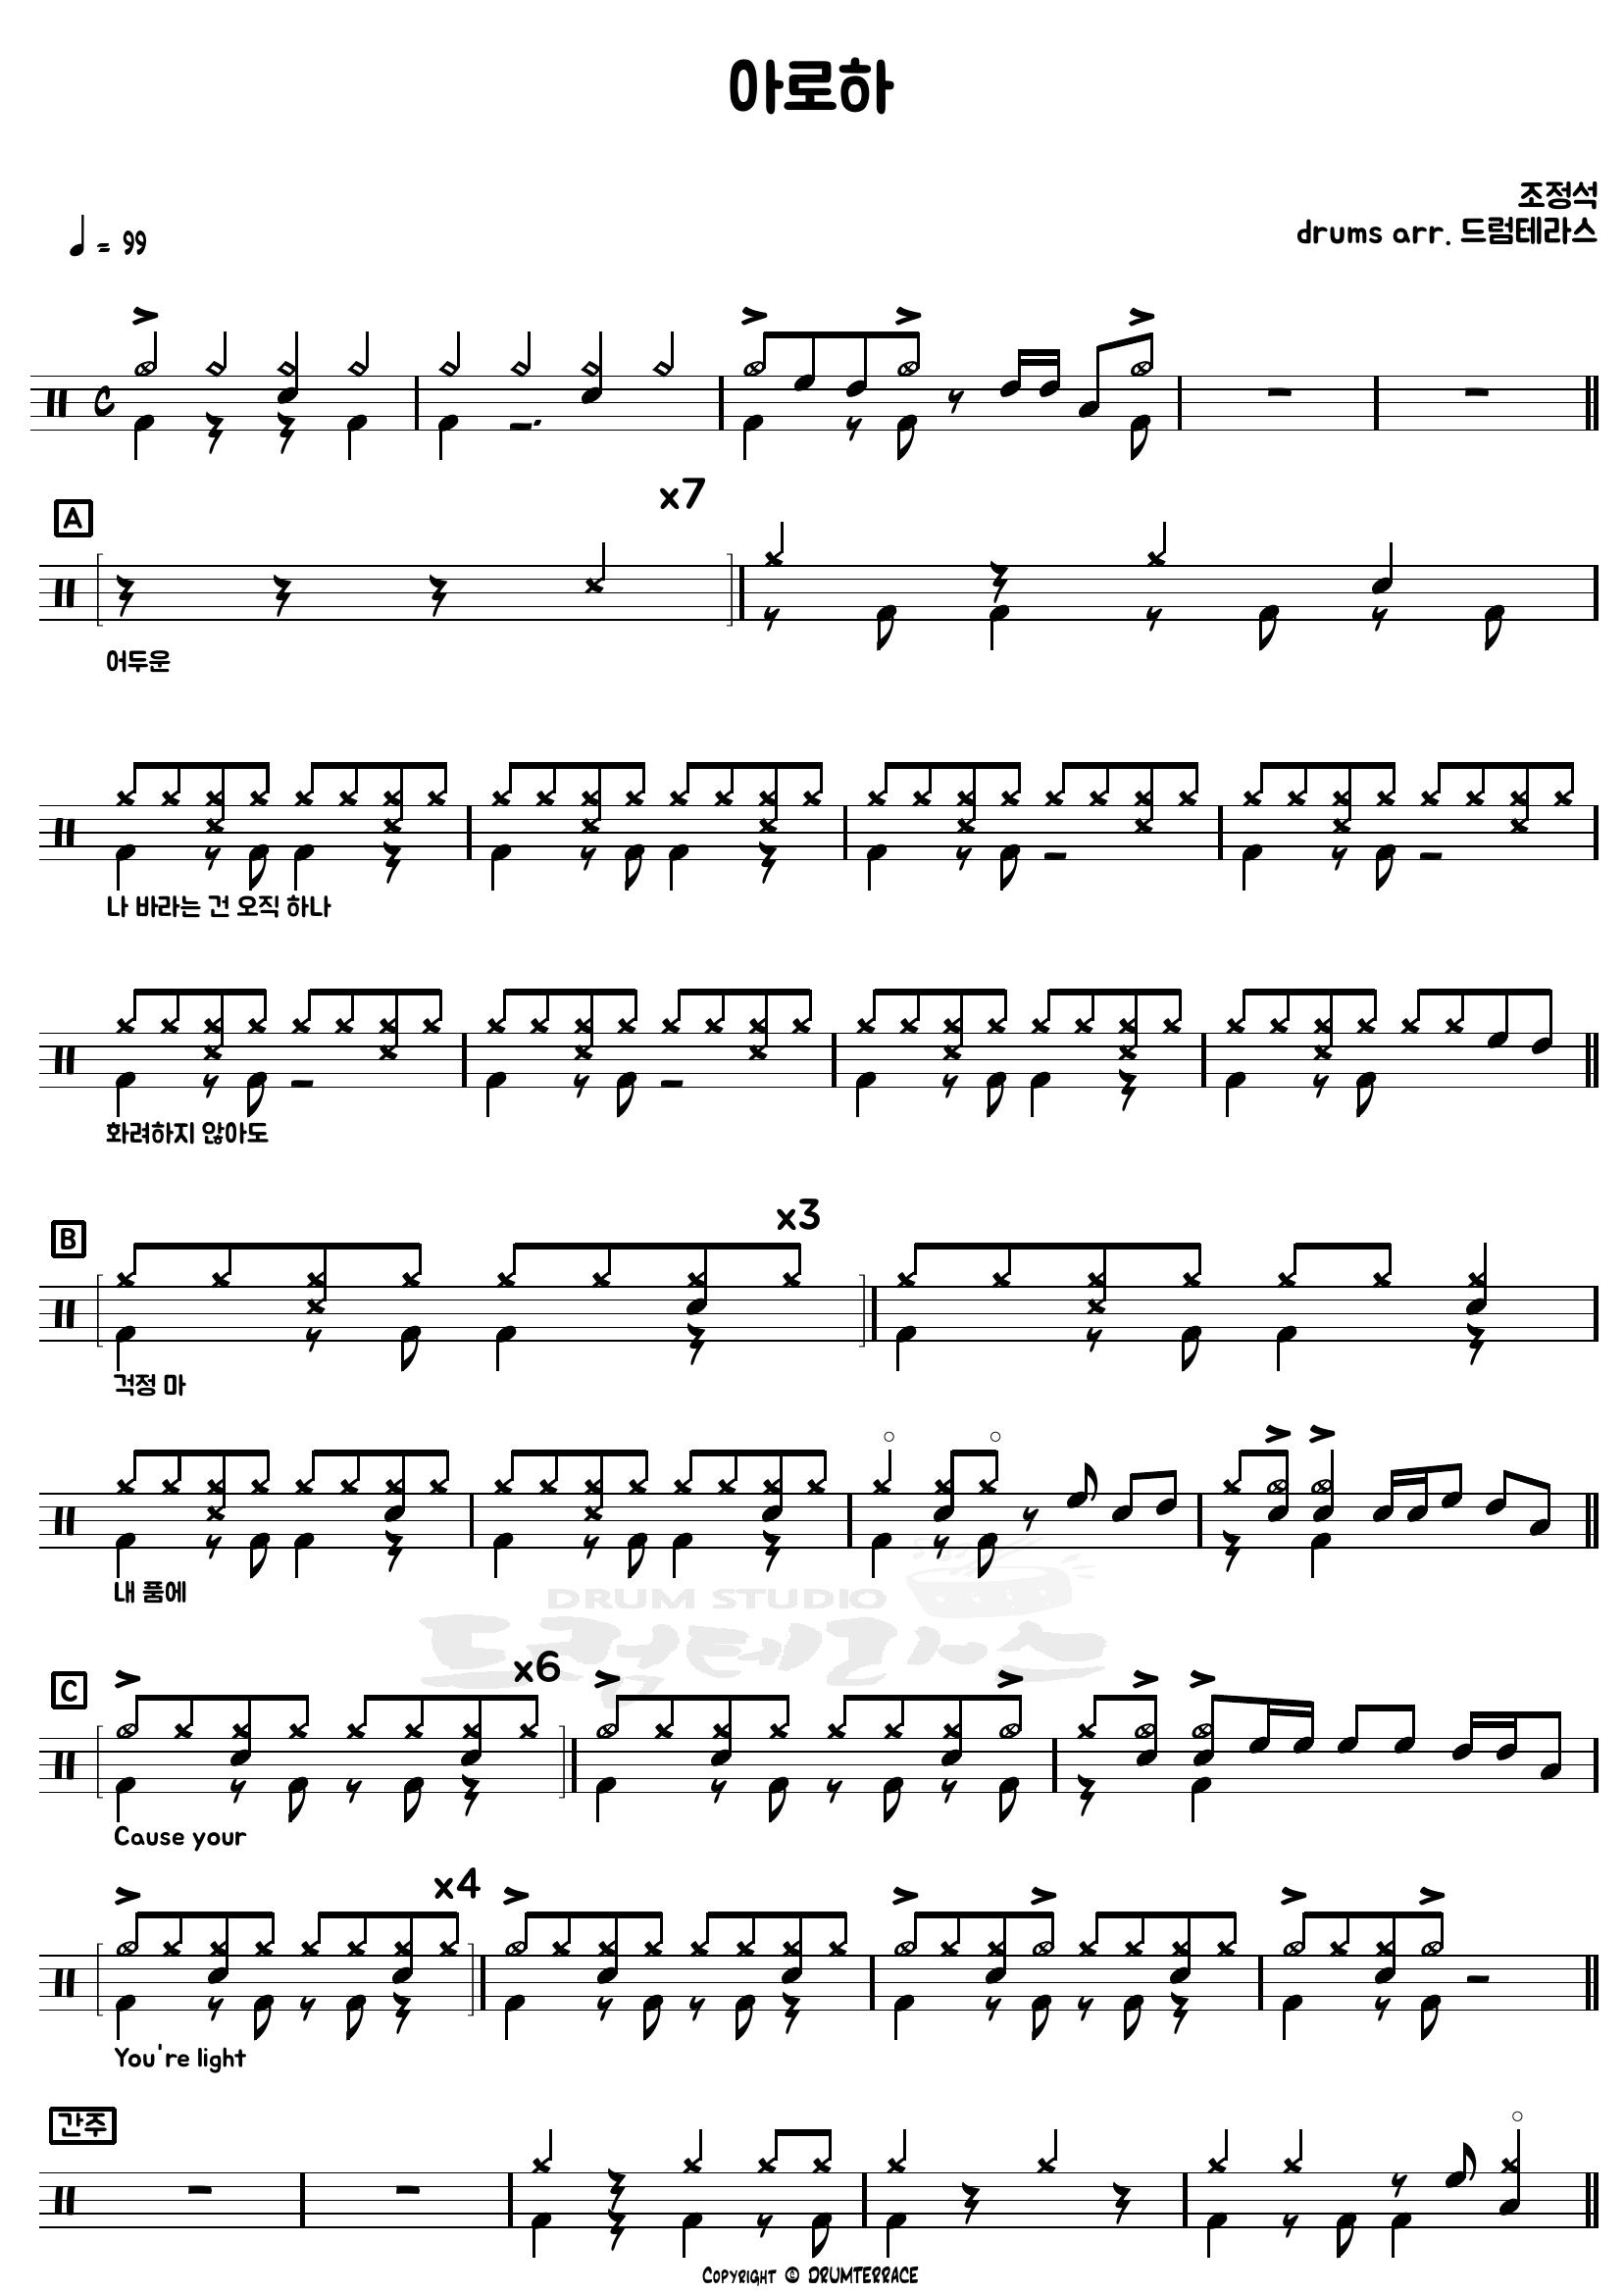 아로하
조정석
♩ = 99
drums arr. 드럼테라스
x7
A
어두운
나 바라는 건 오직 하나
화려하지 않아도
x3
B
걱정 마
내 품에
DRUM STUDIO
드럼테라스
x6
C
Cause your
x4
You're light
간주
Copyright © DRUMTERRACE